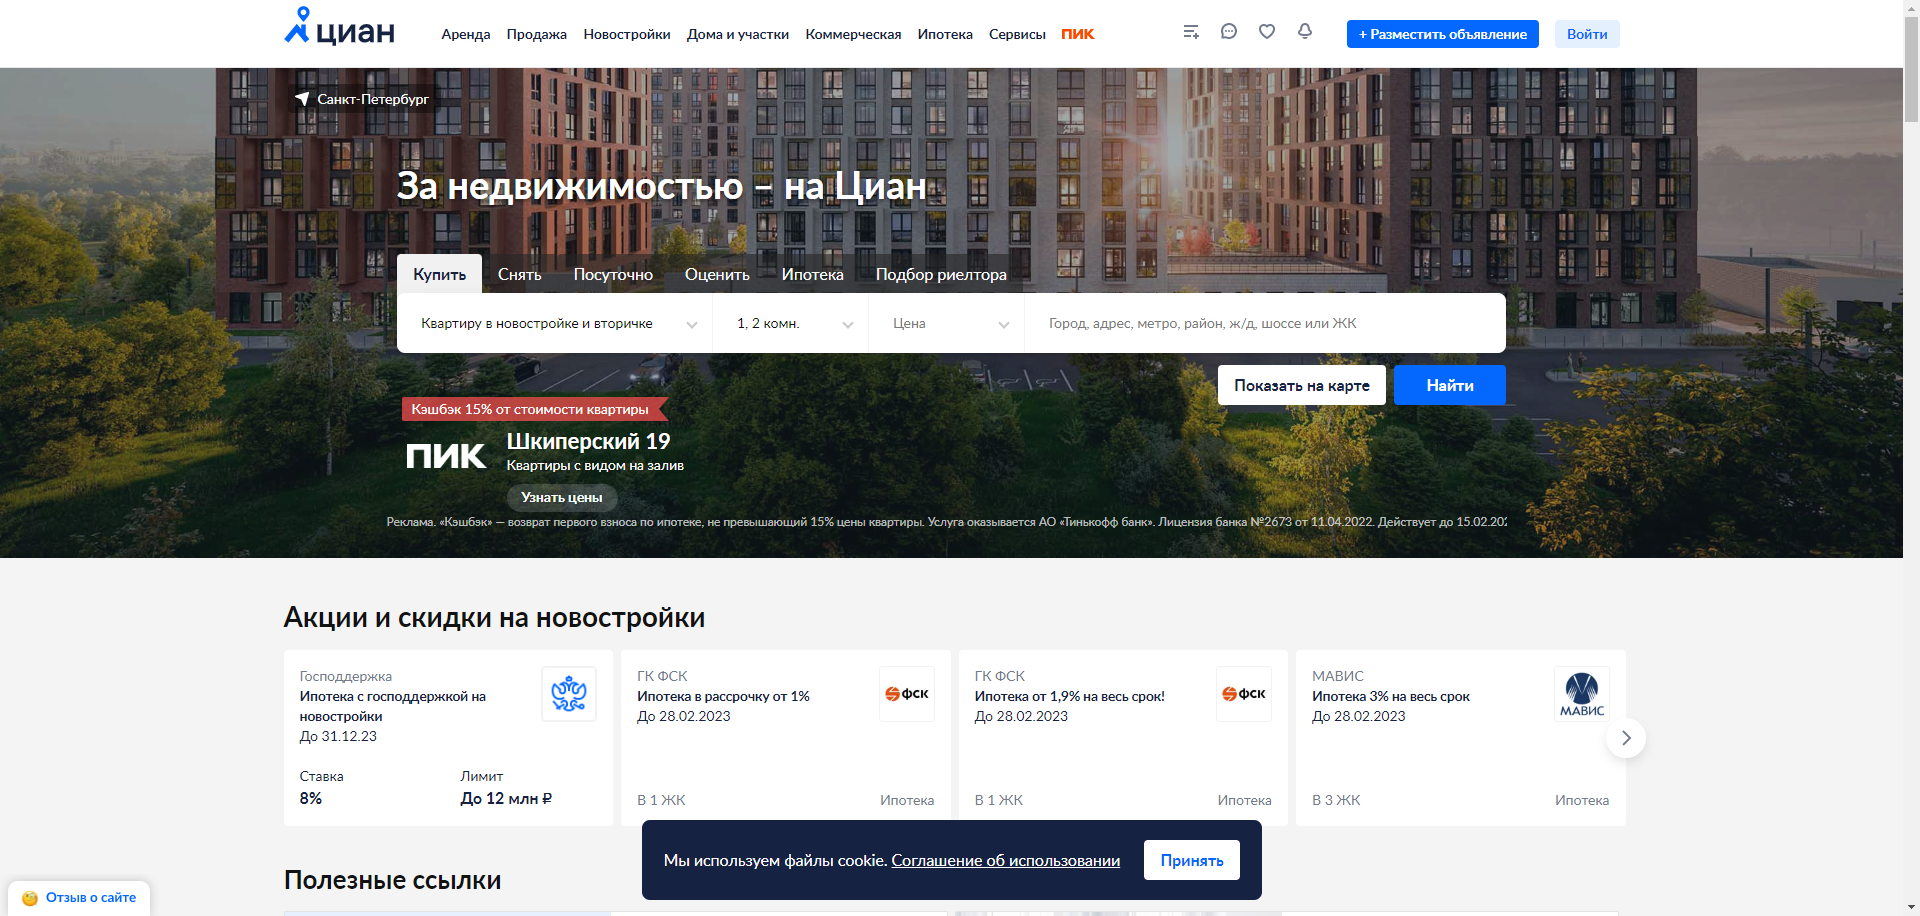 циан
Аренда Продажа Новостройки Дома и участки Коммерческая Ипотека Сервисы ПИК
+ Разместить объявление
Войти
Санкт-Петербург
За недвижимостью – на Циан
Купить Снять Посуточно Оценить Ипотека Подбор риелтора
Квартиру в новостройке и вторичке 1, 2 комн. Цена Город, адрес, метро, район, ж/д, шоссе или ЖК
Показать на карте Найти
Кэшбэк 15% от стоимости квартиры
ПИК
Шкиперский 19
Квартиры с видом на залив
Узнать цены
Реклама. «Кэшбэк» — возврат первого взноса по ипотеке, не превышающий 15% цены квартиры. Услуга оказывается АО «Тинькофф банк». Лицензия банка №2673 от 11.04.2022. Действует до 15.02.202
Акции и скидки на новостройки
Господдержка
Ипотека с господдержкой на
новостройки
До 31.12.23
Ставка Лимит
8% До 12 млн ₽
ГК ФСК
Ипотека в рассрочку от 1%
До 28.02.2023
фск
В 1 ЖК Ипотека
ГК ФСК
Ипотека от 1,9% на весь срок!
До 28.02.2023
фск
В 1 ЖК Ипотека
МАВИС
Ипотека 3% на весь срок
До 28.02.2023
МАВИС
В 3 ЖК Ипотека
Мы используем файлы cookie. Соглашение об использовании Принять
Полезные ссылки
Отзыв о сайте